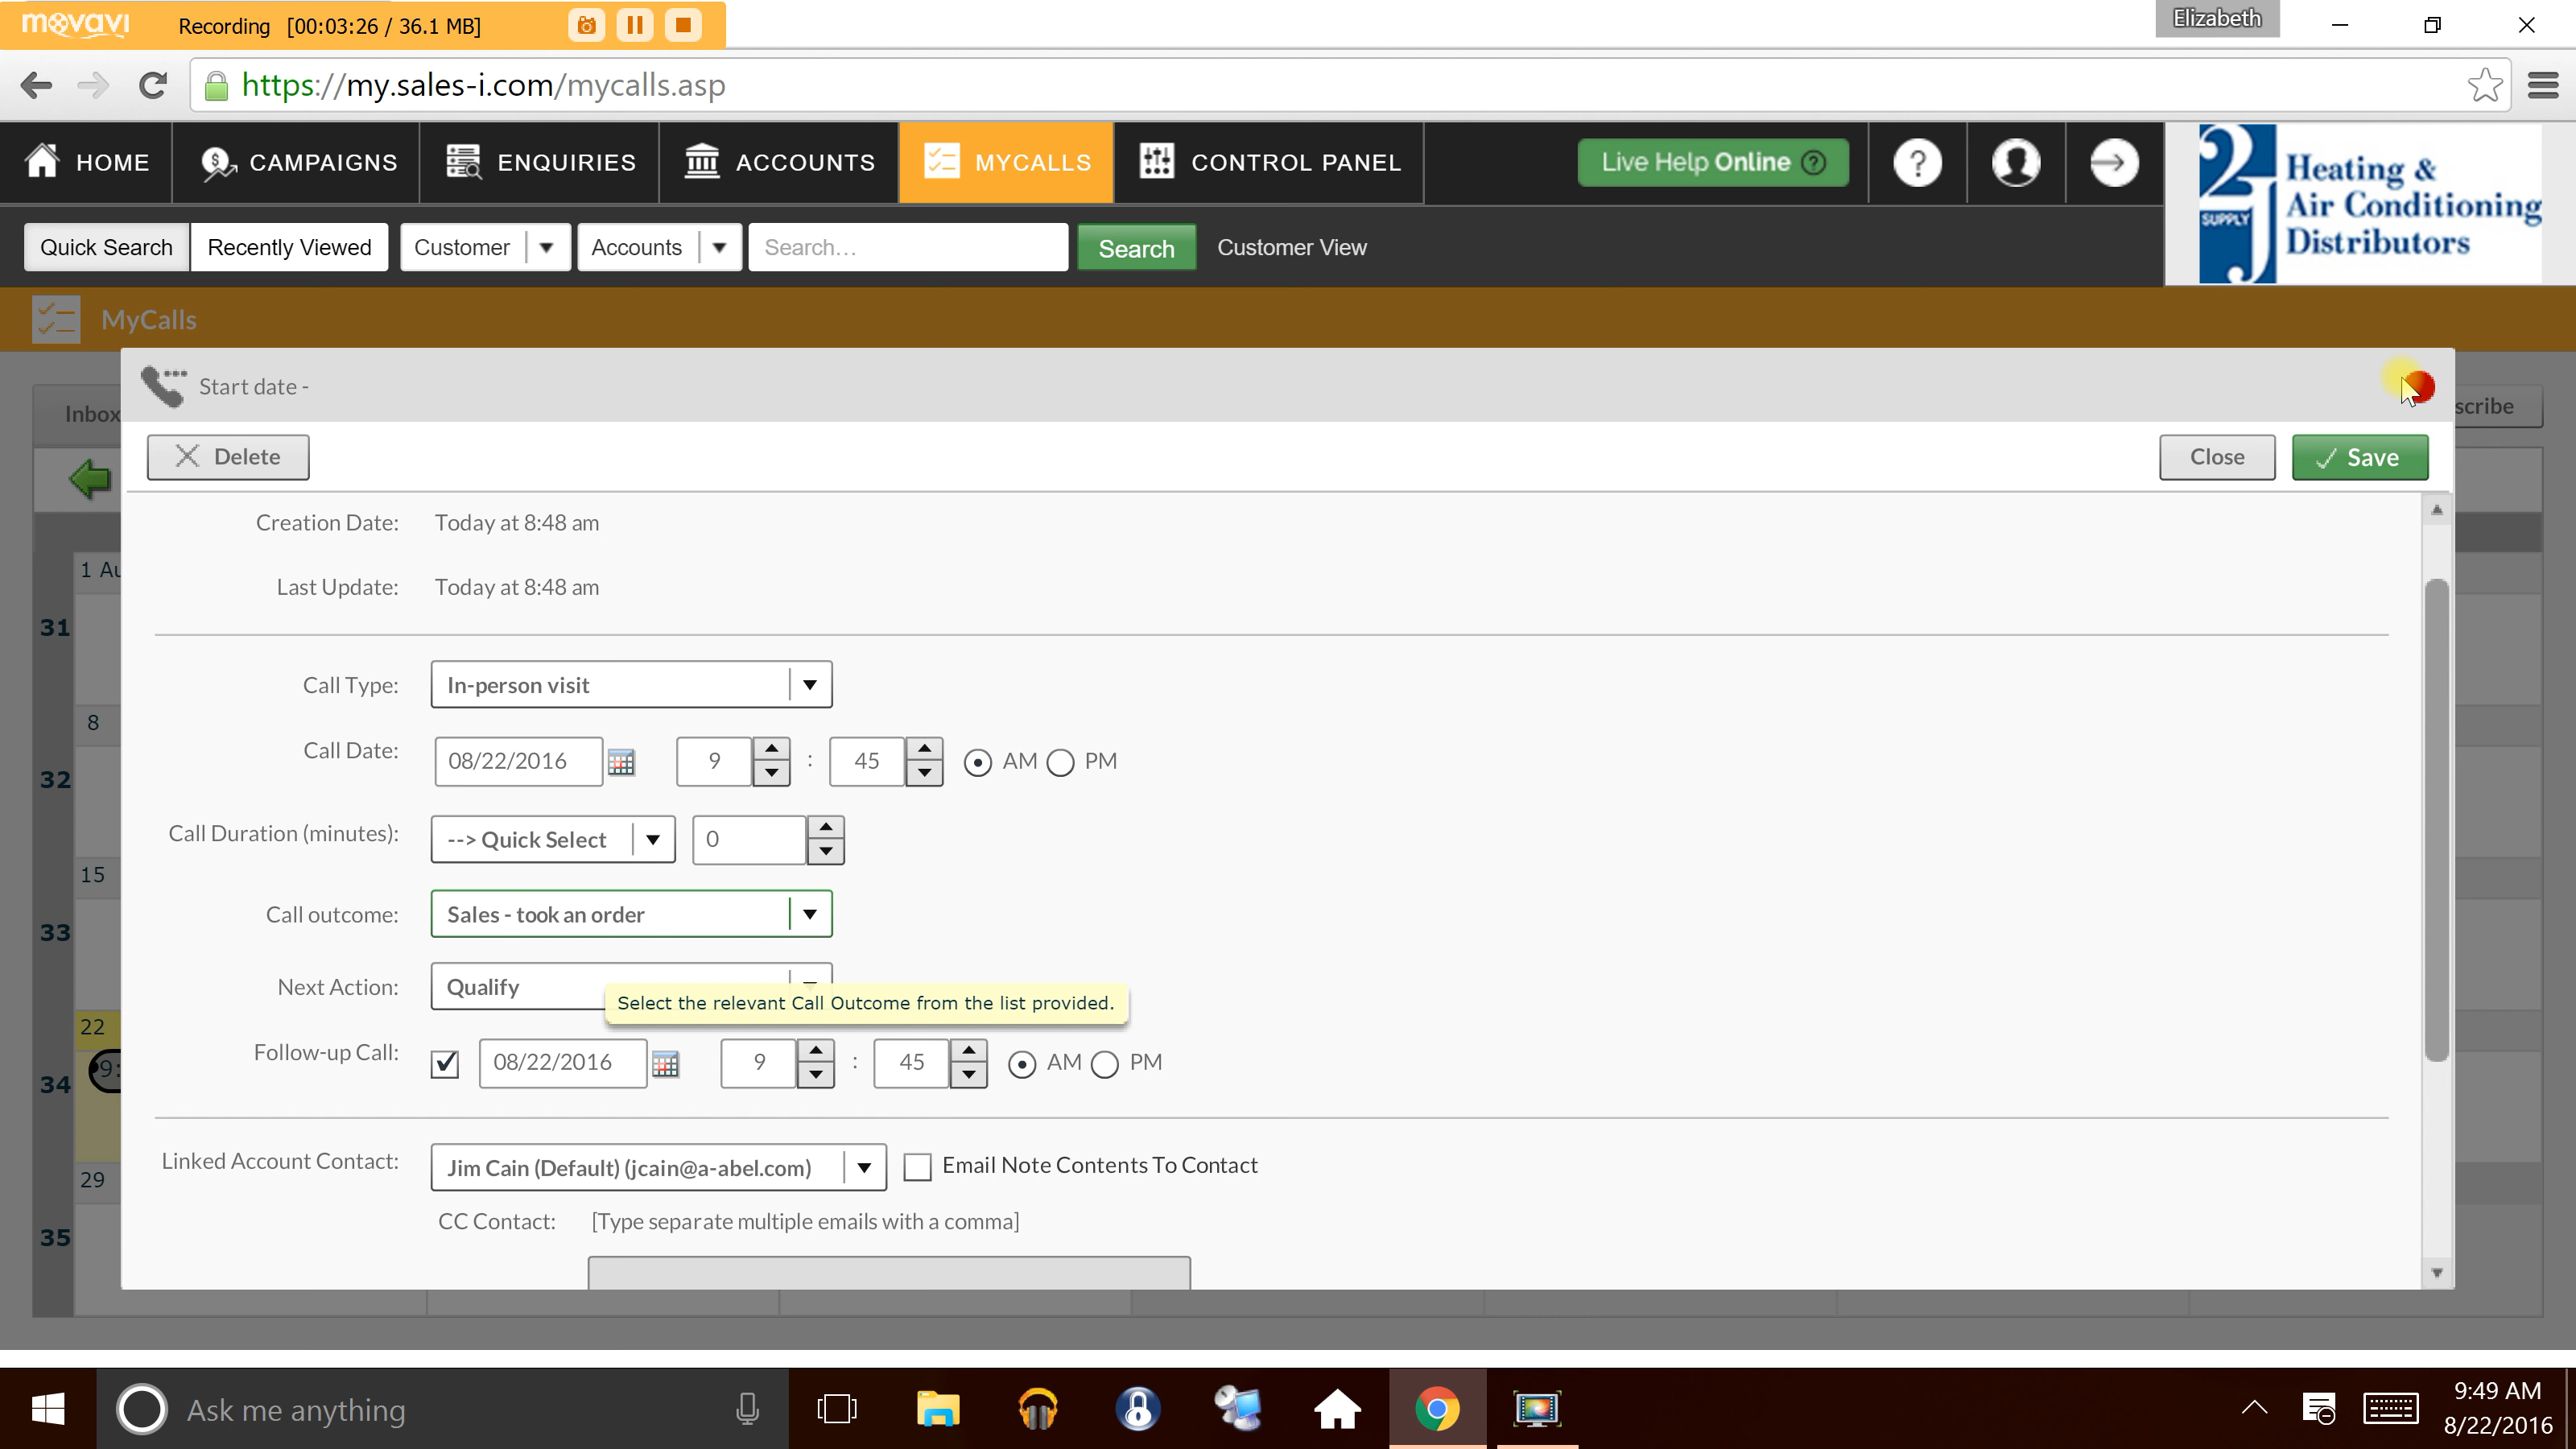 movavi Recording [00:03:26 / 36.1 MB] Elizabeth
https://my.sales-i.com/mycalls.asp
HOME CAMPAIGNS ENQUIRIES ACCOUNTS MYCALLS CONTROL PANEL Live Help Online ? ?
2J SUPPLY
Heating &
Air Conditioning
Distributors
Quick Search Recently Viewed Customer Accounts Search... Search Customer View
MyCalls
Start date -
Inbox scribe
Delete Close Save
Creation Date: Today at 8:48 am
1 Au
Last Update: Today at 8:48 am
31
Call Type: In-person visit
8
Call Date: 08/22/2016 9 : 45 AM PM
32
Call Duration (minutes): --> Quick Select 0
15
Call outcome: Sales - took an order
33
Next Action: Qualify
Select the relevant Call Outcome from the list provided.
22
Follow-up Call: 08/22/2016 9 : 45 AM PM
9:
34
Linked Account Contact: Jim Cain (Default) (jcain@a-abel.com) Email Note Contents To Contact
29
CC Contact: [Type separate multiple emails with a comma]
35
Ask me anything
9:49 AM
8/22/2016